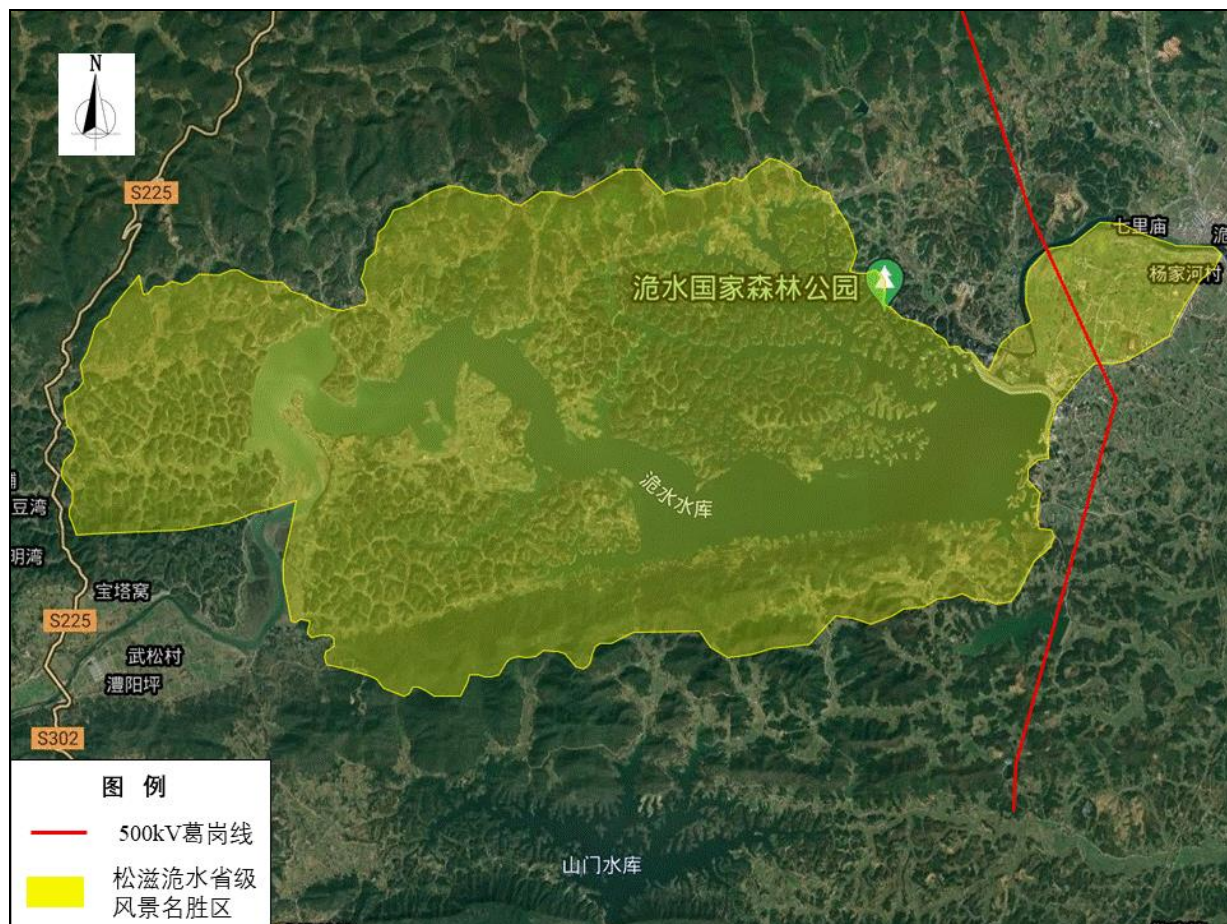 N
S225
七里庙
洈
杨家河村
洈水国家森林公园
洈水水库
豆湾
明湾
宝塔窝
S225
武松村
澧阳坪
S302
山门水库
图 例
500kV葛岗线
松滋洈水省级
风景名胜区